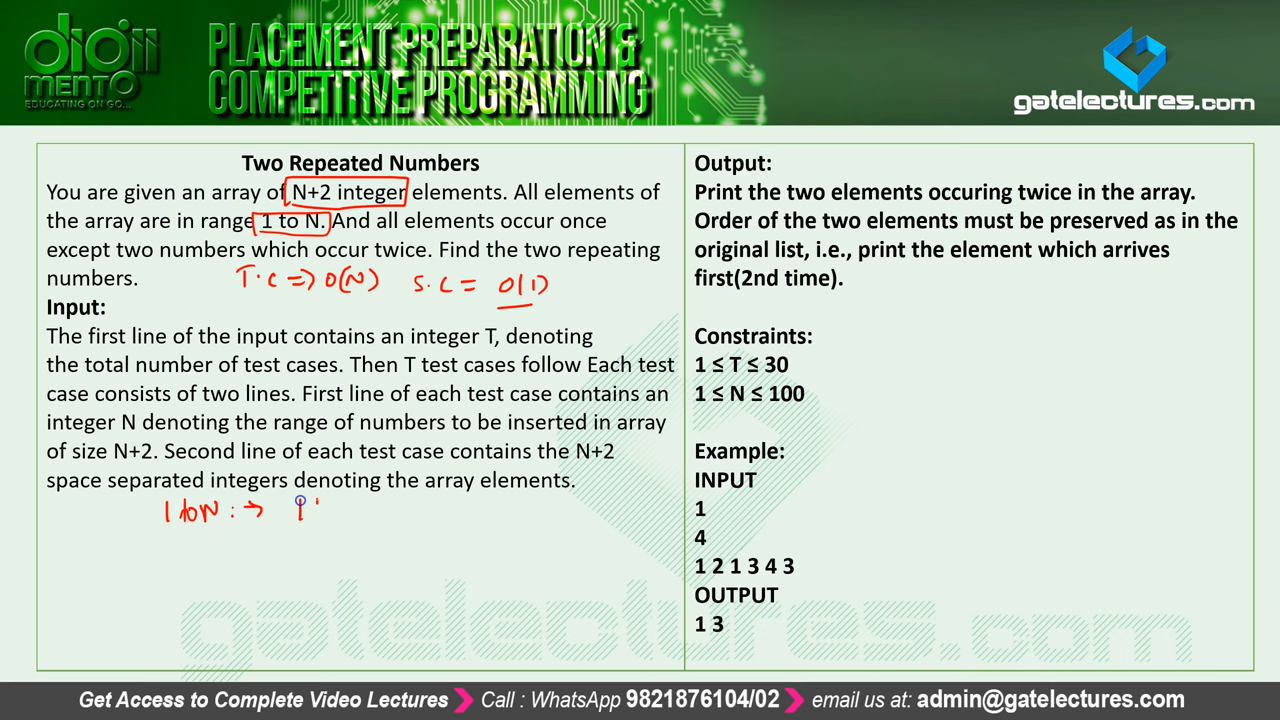 digii
MENTO
EDUCATING ON GO...
PLACEMENT PREPARATION &
COMPETITIVE PROGRAMMING
gatelectures.com
Two Repeated Numbers
You are given an array of N+2 integer elements. All elements of
the array are in range 1 to N. And all elements occur once
except two numbers which occur twice. Find the two repeating
numbers.
T.C => O(N) S.C = O(1)
Input:
The first line of the input contains an integer T, denoting
the total number of test cases. Then T test cases follow Each test
case consists of two lines. First line of each test case contains an
integer N denoting the range of numbers to be inserted in array
of size N+2. Second line of each test case contains the N+2
space separated integers denoting the array elements.
1 to N : →
Output:
Print the two elements occuring twice in the array.
Order of the two elements must be preserved as in the
original list, i.e., print the element which arrives
first(2nd time).
Constraints:
1 ≤ T ≤ 30
1 ≤ N ≤ 100
Example:
INPUT
1
4
1 2 1 3 4 3
OUTPUT
1 3
gatelectures.com
Get Access to Complete Video Lectures Call : WhatsApp 9821876104/02 email us at: admin@gatelectures.com